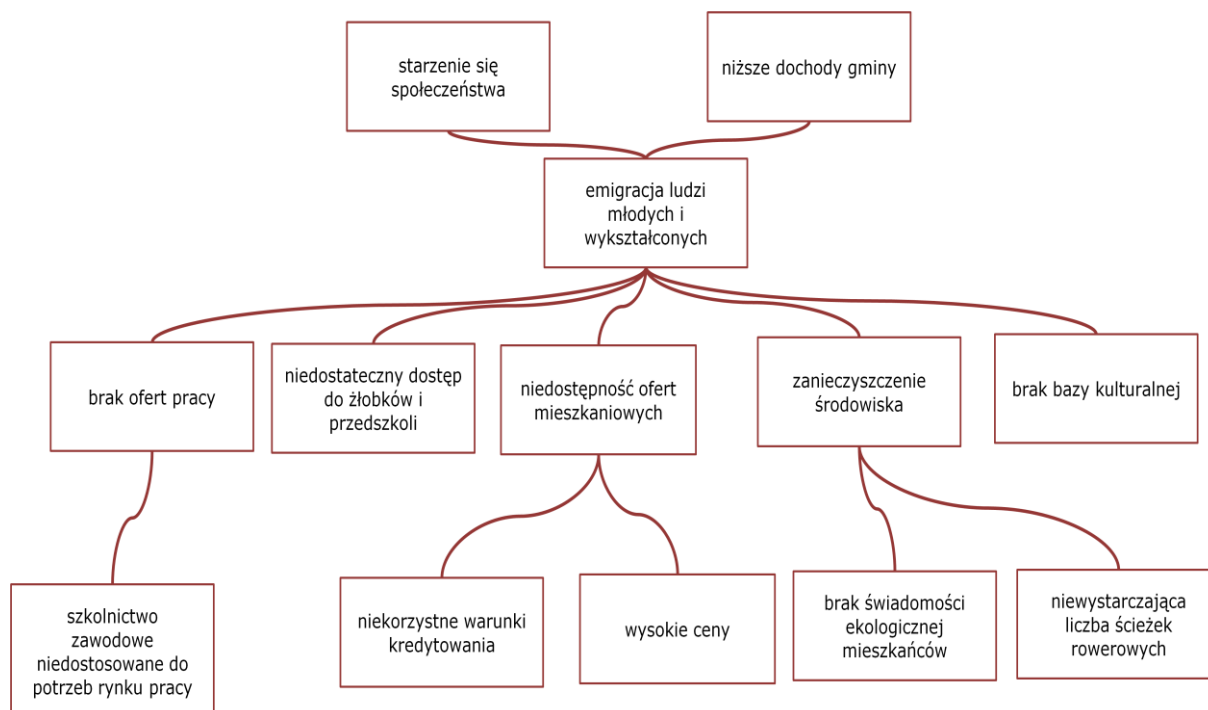 starzenie się
społeczeństwa
niższe dochody gminy
emigracja ludzi
młodych i
wykształconych
brak ofert pracy
niedostateczny dostęp
do żłobków i
przedszkoli
niedostępność ofert
mieszkaniowych
zanieczyszczenie
środowiska
brak bazy kulturalnej
szkolnictwo
zawodowe
niedostosowane do
potrzeb rynku pracy
niekorzystne warunki
kredytowania
wysokie ceny
brak świadomości
ekologicznej
mieszkańców
niewystarczająca
liczba ścieżek
rowerowych